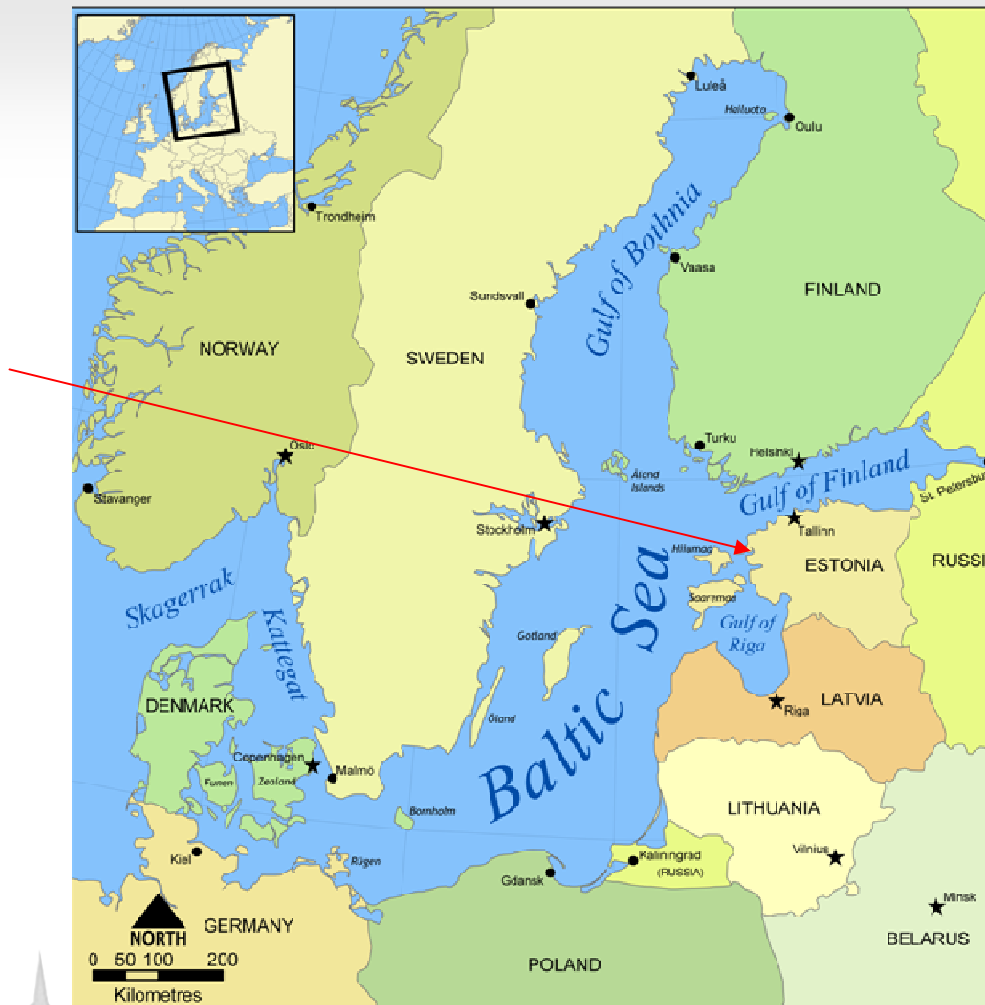 Luleå
Hailuoto
Oulu
Trondheim
Gulf of Bothnia
Vaasa
FINLAND
Sundsvall
NORWAY
SWEDEN
Oslo
Turku
Helsinki
Åland
Islands
Gulf of Finland
Stavanger
St Petersbu
Stockholm
Tallinn
Hiiumaa
ESTONIA
RUSSI
Skagerrak
Kattegat
Saaremaa
Gulf of
Riga
Gotland
Baltic Sea
DENMARK
LATVIA
Riga
Öland
Copenhagen
Malmö
Funen
Zealand
Bornholm
LITHUANIA
Vilnius
Kiel
Rügen
Kaliningrad
(RUSSIA)
Gdansk
Minsk
GERMANY
NORTH
BELARUS
POLAND
0 50 100 200
Kilometres